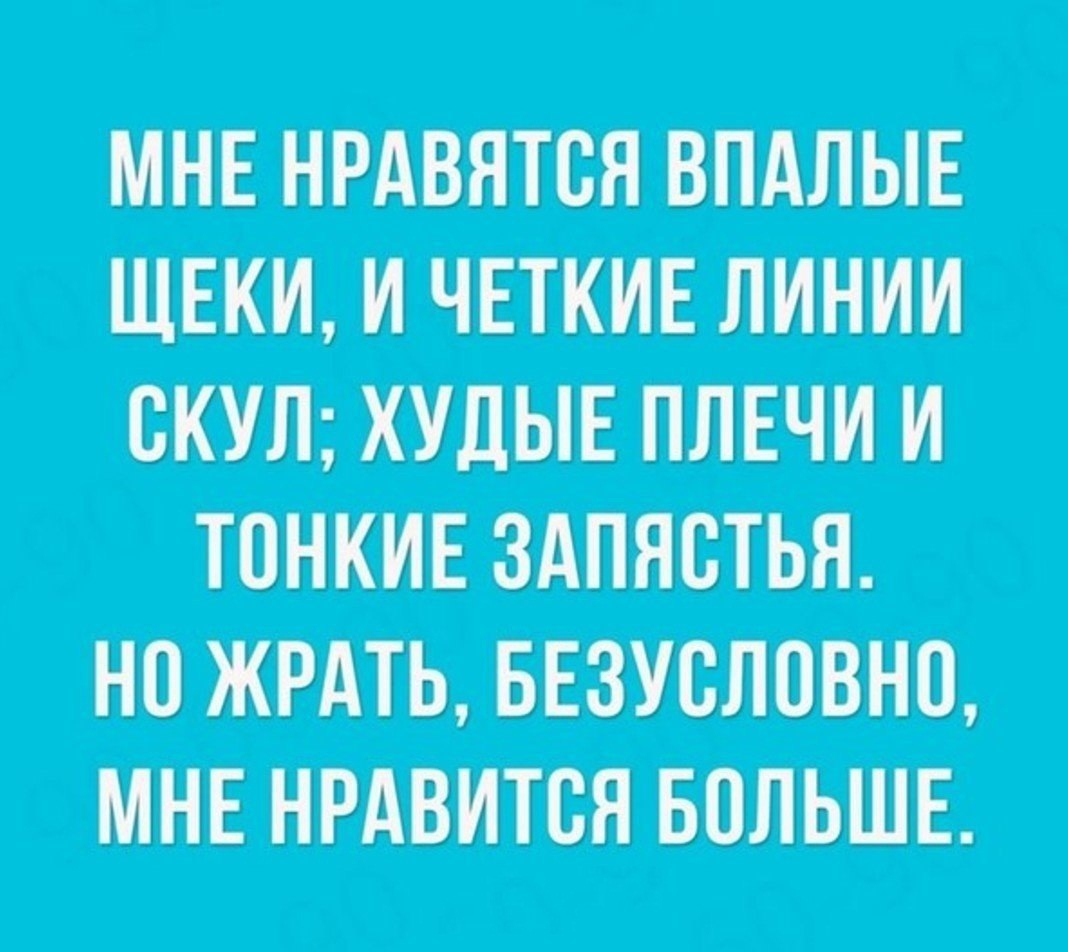 МНЕ НРАВЯТСЯ ВПАЛЫЕ
ЩЕКИ, И ЧЕТКИЕ ЛИНИИ
СКУЛ; ХУДЫЕ ПЛЕЧИ И
ТОНКИЕ ЗАПЯСТЬЯ.
НО ЖРАТЬ, БЕЗУСЛОВНО,
МНЕ НРАВИТСЯ БОЛЬШЕ.